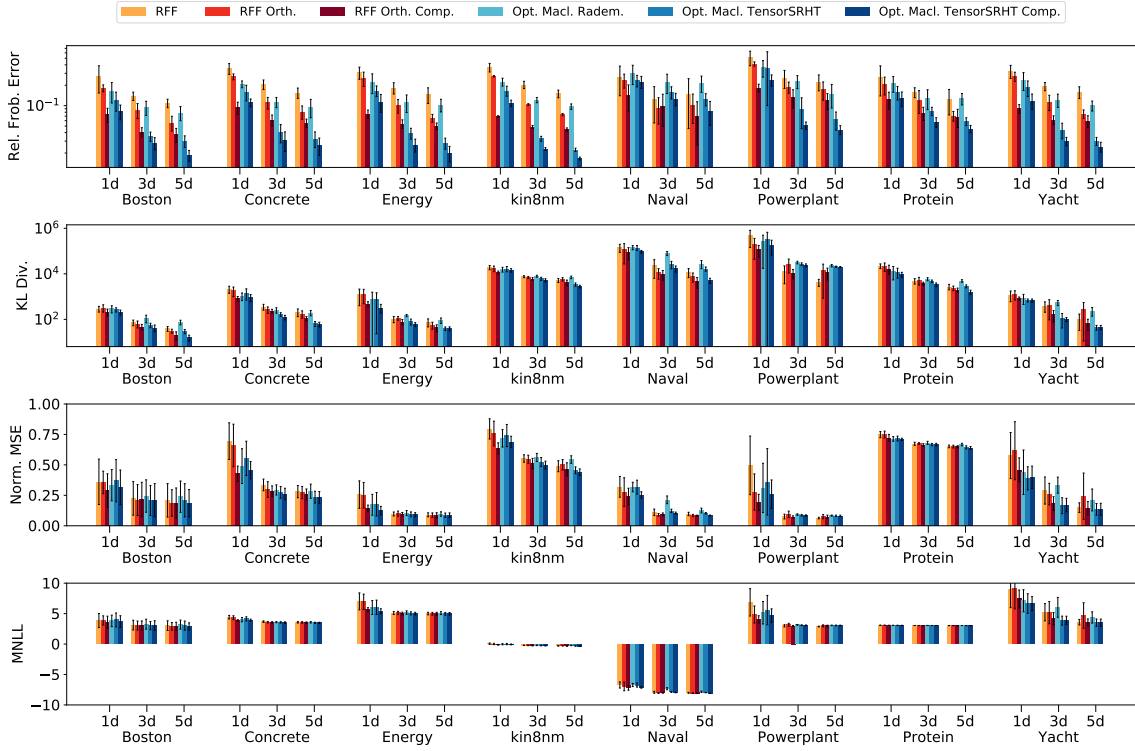 RFF RFF Orth. RFF Orth. Comp. Opt. Macl. Radem. Opt. Macl. TensorSRHT Opt. Macl. TensorSRHT Comp.
Rel. Prob. Error
10⁻¹
1d 3d 5d 1d 3d 5d 1d 3d 5d 1d 3d 5d 1d 3d 5d 1d 3d 5d 1d 3d 5d 1d 3d 5d
Boston Concrete Energy kin8nm Naval Powerplant Protein Yacht
KL Div.
10⁶
10⁴
10²
1d 3d 5d 1d 3d 5d 1d 3d 5d 1d 3d 5d 1d 3d 5d 1d 3d 5d 1d 3d 5d 1d 3d 5d
Boston Concrete Energy kin8nm Naval Powerplant Protein Yacht
Norm. MSE
1.00
0.75
0.50
0.25
0.00
1d 3d 5d 1d 3d 5d 1d 3d 5d 1d 3d 5d 1d 3d 5d 1d 3d 5d 1d 3d 5d 1d 3d 5d
Boston Concrete Energy kin8nm Naval Powerplant Protein Yacht
MNLL
10
5
0
−5
−10
1d 3d 5d 1d 3d 5d 1d 3d 5d 1d 3d 5d 1d 3d 5d 1d 3d 5d 1d 3d 5d 1d 3d 5d
Boston Concrete Energy kin8nm Naval Powerplant Protein Yacht